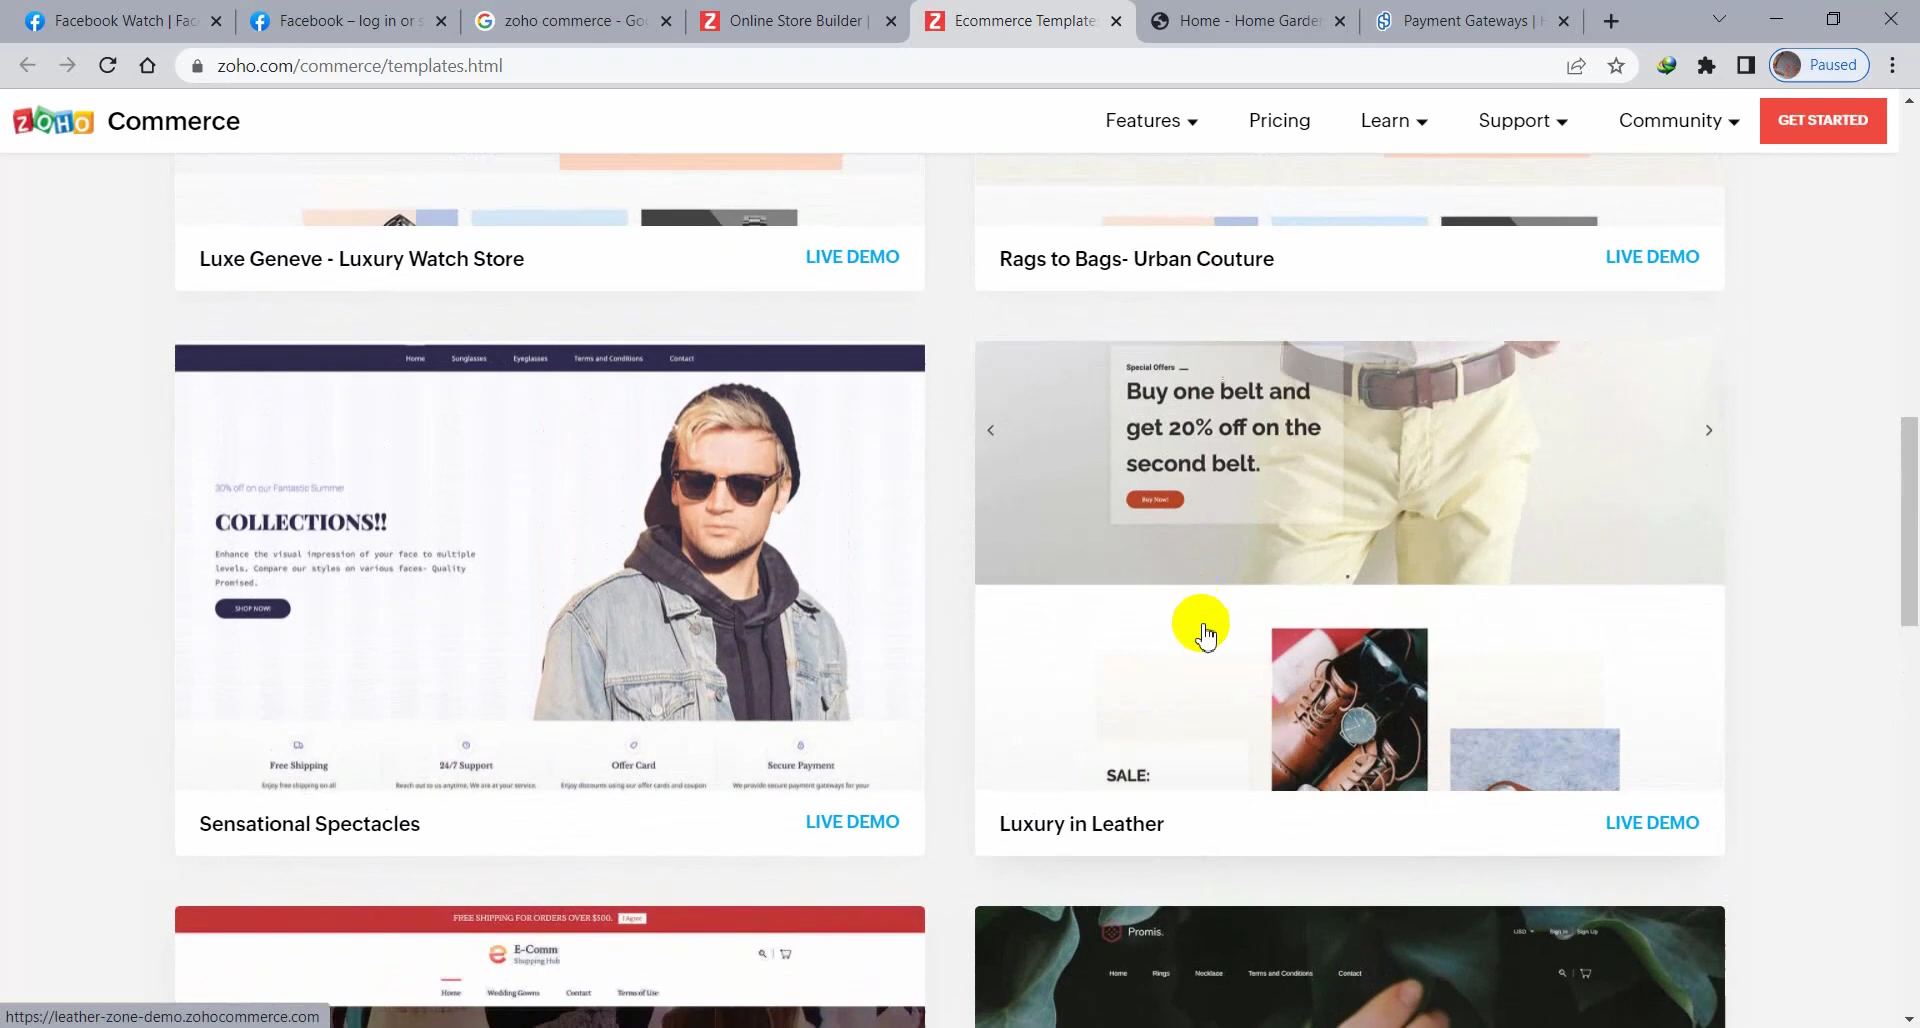 Facebook Watch | Fac
Facebook – log in or s
zoho commerce - Goo
Online Store Builder |
Ecommerce Template
Home - Home Garden
Payment Gateways |
zoho.com/commerce/templates.html
Paused
ZOHO Commerce
Features
Pricing
Learn
Support
Community
GET STARTED
Luxe Geneve - Luxury Watch Store
LIVE DEMO
Rags to Bags- Urban Couture
LIVE DEMO
Home
Sunglasses
Eyeglasses
Terms and Conditions
Contact
30% off on our Fantastic Summer
COLLECTIONS!!
Enhance the visual impression of your face to multiple
levels. Compare our styles on various faces- Quality
Promised.
SHOP NOW!
Free Shipping
24/7 Support
Offer Card
Secure Payment
Enjoy free shipping on all
Reach out to us anytime. We are at your service.
Enjoy discounts using our offer cards and coupon
We provide secure payment gateways for your
Sensational Spectacles
LIVE DEMO
Special Offers
Buy one belt and
get 20% off on the
second belt.
Buy Now!
SALE:
Luxury in Leather
LIVE DEMO
FREE SHIPPING FOR ORDERS OVER $500.
I Agree
E-Comm
Shopping Hub
Home
Wedding Gowns
Contact
Terms of Use
Promis.
USD
Sign In
Sign Up
Home
Rings
Necklace
Terms and Conditions
Contact
https://leather-zone-demo.zohocommerce.com